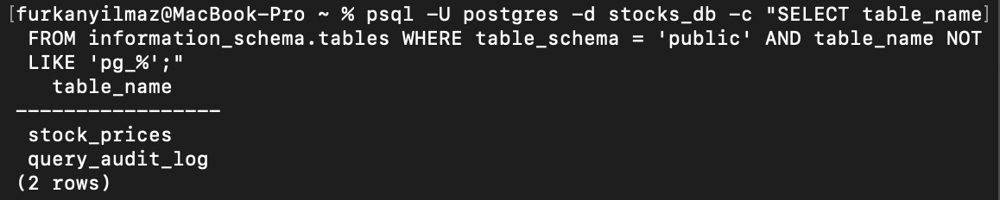 [furkanyilmaz@MacBook-Pro ~ % psql -U postgres -d stocks_db -c "SELECT table_name]
FROM information_schema.tables WHERE table_schema = 'public' AND table_name NOT
LIKE 'pg_%';"
table_name
-----------------
stock_prices
query_audit_log
(2 rows)